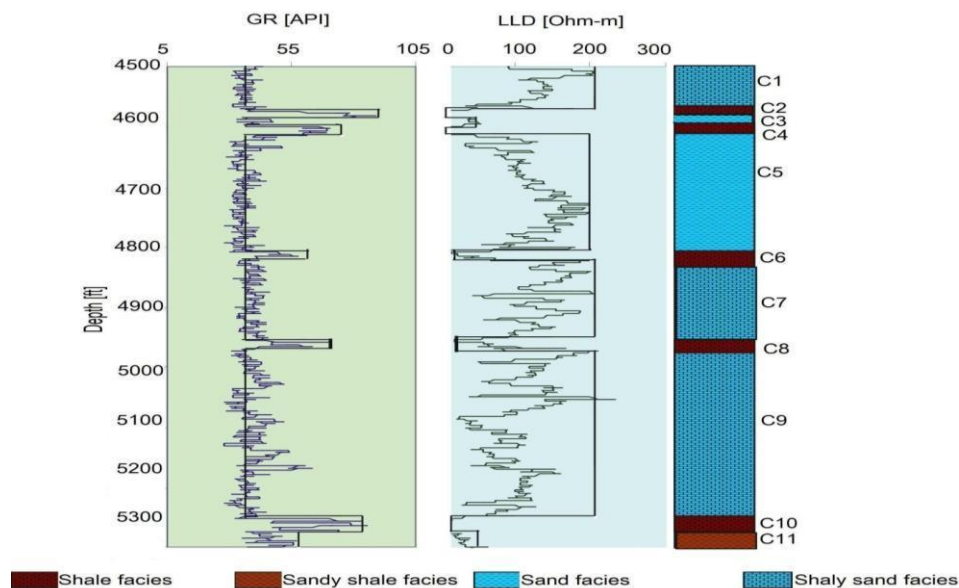 GR [API]
LLD [Ohm-m]
5 55 105
0 100 200 300
4500
4600
4700
4800
4900
5000
5100
5200
5300
Depth [ft]
C1
C2
C3
C4
C5
C6
C7
C8
C9
C10
C11
Shale facies
Sandy shale facies
Sand facies
Shaly sand facies